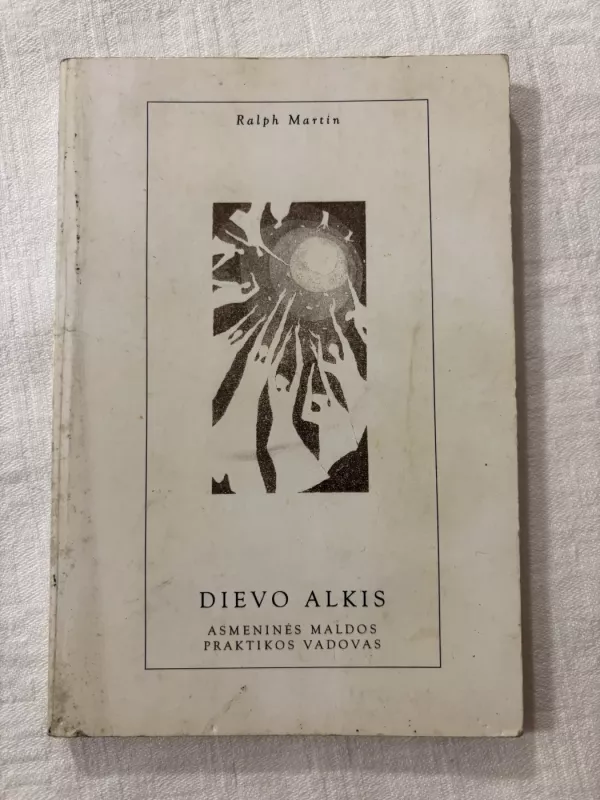 Ralph Martin
DIEVO ALKIS
ASMENINĖS MALDOS
PRAKTIKOS VADOVAS